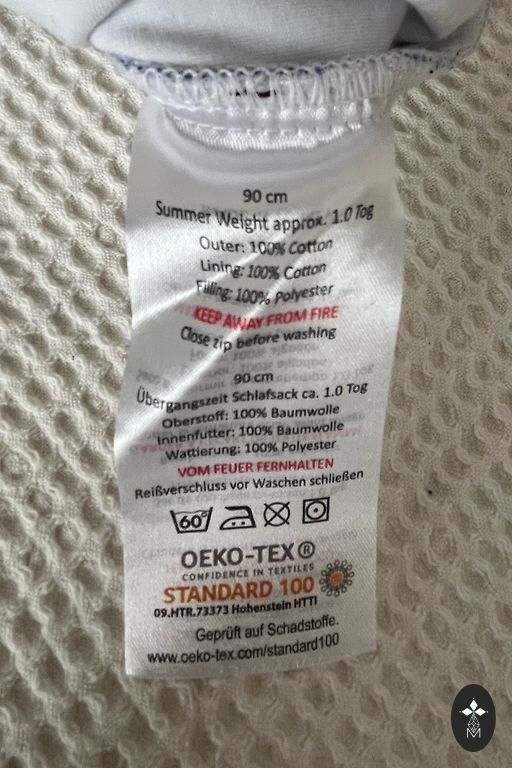 90 cm
Summer Weight approx. 1.0 Tog
Outer: 100% Cotton
Lining: 100% Cotton
Filling: 100% Polyester
KEEP AWAY FROM FIRE
Close zip before washing
90 cm
Übergangszeit Schlafsack ca. 1.0 Tog
Oberstoff: 100% Baumwolle
Innenfutter: 100% Baumwolle
Wattierung: 100% Polyester
VOM FEUER FERNHALTEN
Reißverschluss vor Waschen schließen
60°
OEKO-TEX®
CONFIDENCE IN TEXTILES
STANDARD 100
09.HTR.73373 Hohenstein HTTI
Geprüft auf Schadstoffe.
www.oeko-tex.com/standard100
M